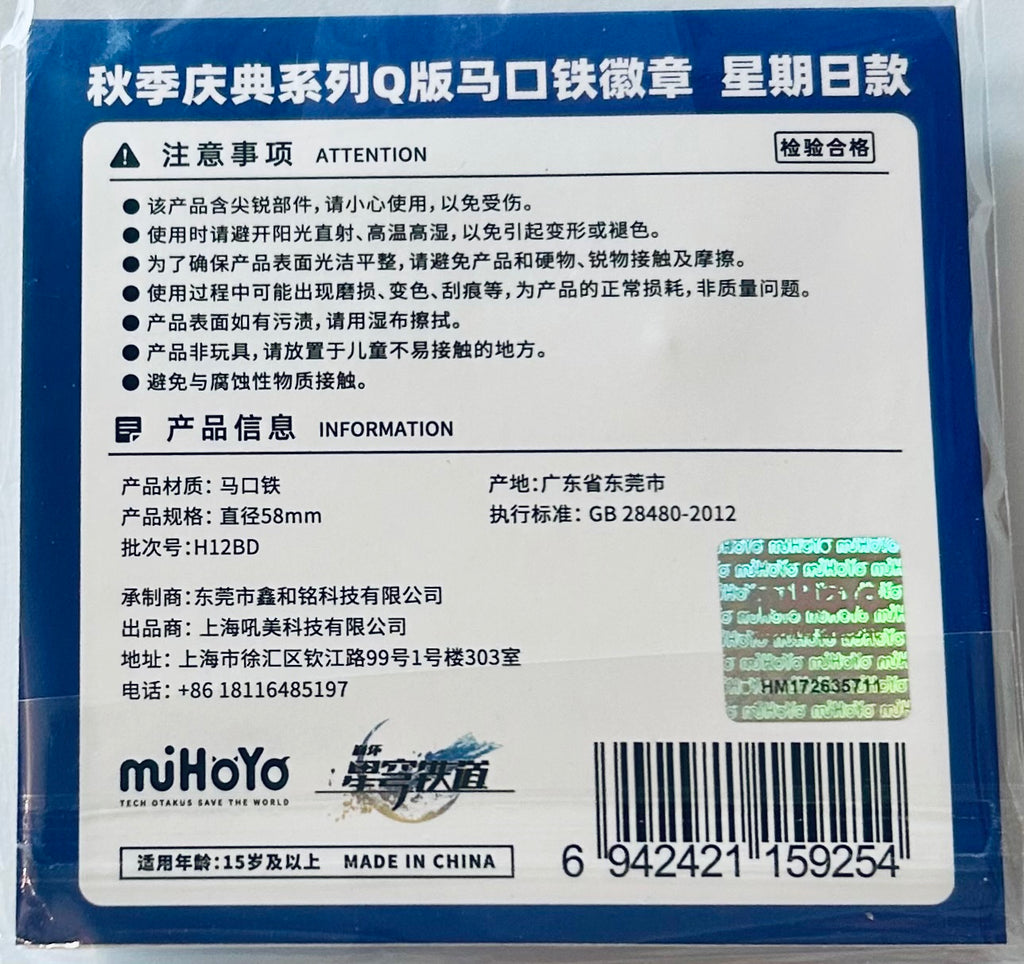 秋季庆典系列Q版马口铁徽章 星期日款
注意事项 ATTENTION 检验合格
● 该产品含尖锐部件,请小心使用,以免受伤。
● 使用时请避开阳光直射、高温高湿,以免引起变形或褪色。
● 为了确保产品表面光洁平整,请避免产品和硬物、锐物接触及摩擦。
● 使用过程中可能出现磨损、变色、刮痕等,为产品的正常损耗,非质量问题。
● 产品表面如有污渍,请用湿布擦拭。
● 产品非玩具,请放置于儿童不易接触的地方。
● 避免与腐蚀性物质接触。
产品信息 INFORMATION
产品材质: 马口铁
产地:广东省东莞市
产品规格: 直径58mm
执行标准: GB 28480-2012
批次号:H12BD
承制商:东莞市鑫和铭科技有限公司
出品商: 上海吼美科技有限公司
地址: 上海市徐汇区钦江路99号1号楼303室
电话: +86 18116485197
miHoYo
HM172635711
miHoYo
TECH OTAKUS SAVE THE WORLD
崩坏
星穹铁道
适用年龄:15岁及以上 MADE IN CHINA
6 942421 159254